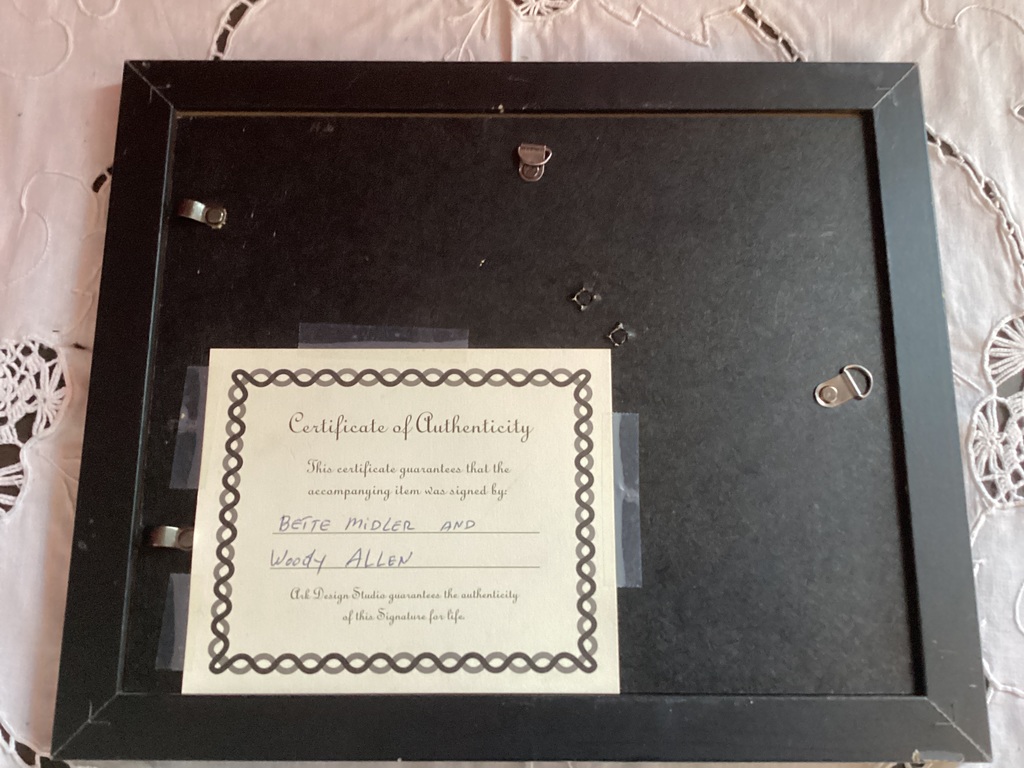 Certificate of Authenticity
This certificate guarantees that the
accompanying item was signed by:
BETTE MIDLER AND
Woody ALLEN
Ark Design Studio guarantees the authenticity
of this Signature for life.